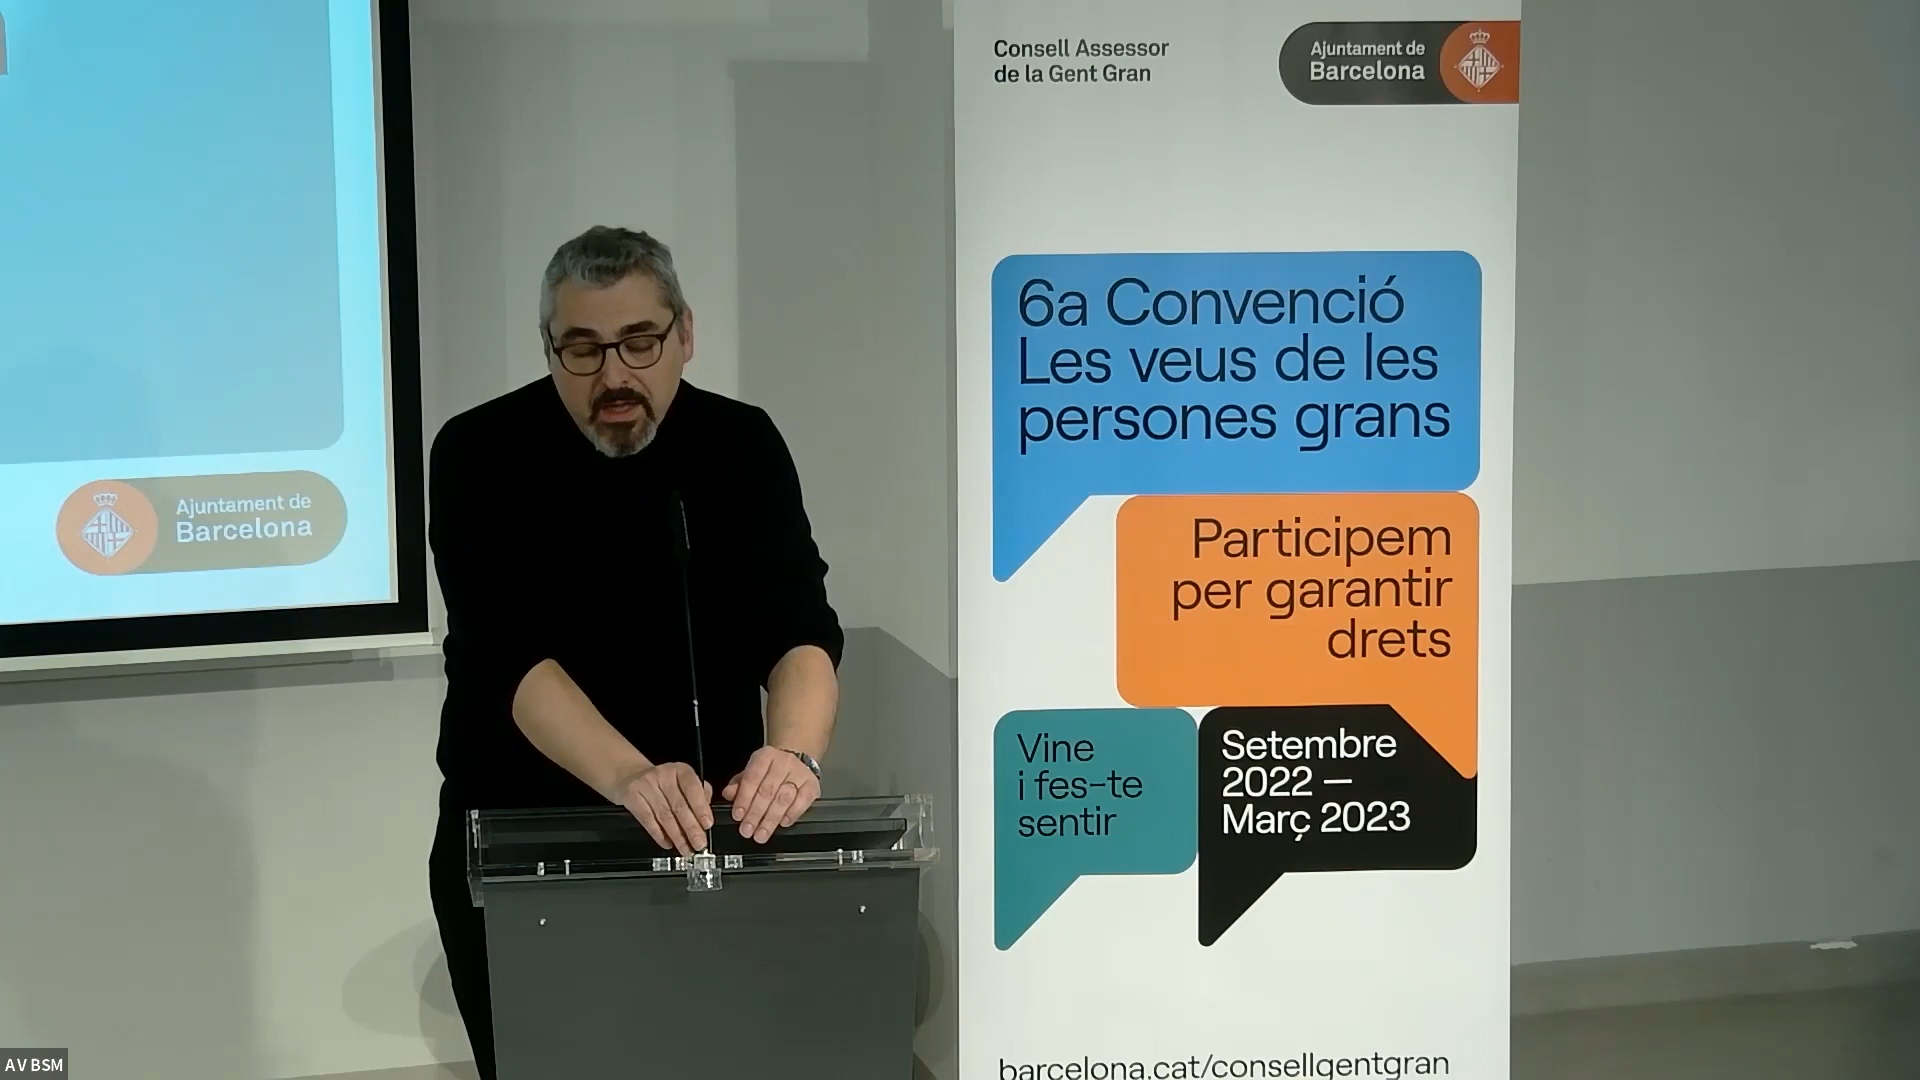 Consell Assessor
de la Gent Gran
Ajuntament de
Barcelona
6a Convenció
Les veus de les
persones grans
Participem
per garantir
drets
Vine
i fes-te
sentir
Setembre
2022 —
Març 2023
barcelona.cat/consellgentgran
Ajuntament de
Barcelona
AV BSM